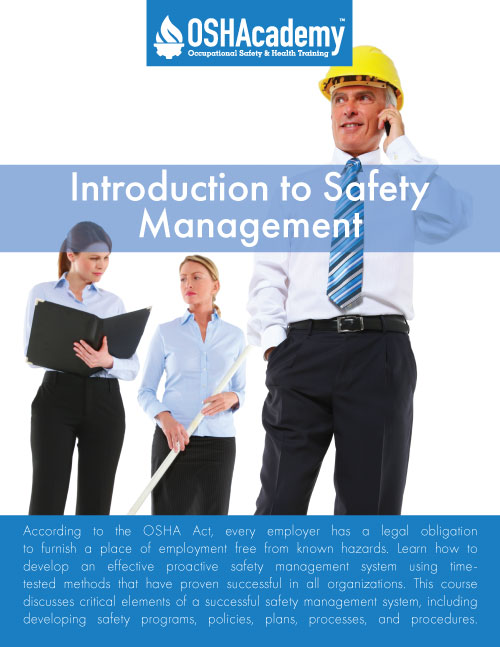 OSHAcademy™
Occupational Safety & Health Training
Introduction to Safety
Management
According to the OSHA Act, every employer has a legal obligation
to furnish a place of employment free from known hazards. Learn how to
develop an effective proactive safety management system using time-
tested methods that have proven successful in all organizations. This course
discusses critical elements of a successful safety management system, including
developing safety programs, policies, plans, processes, and procedures.